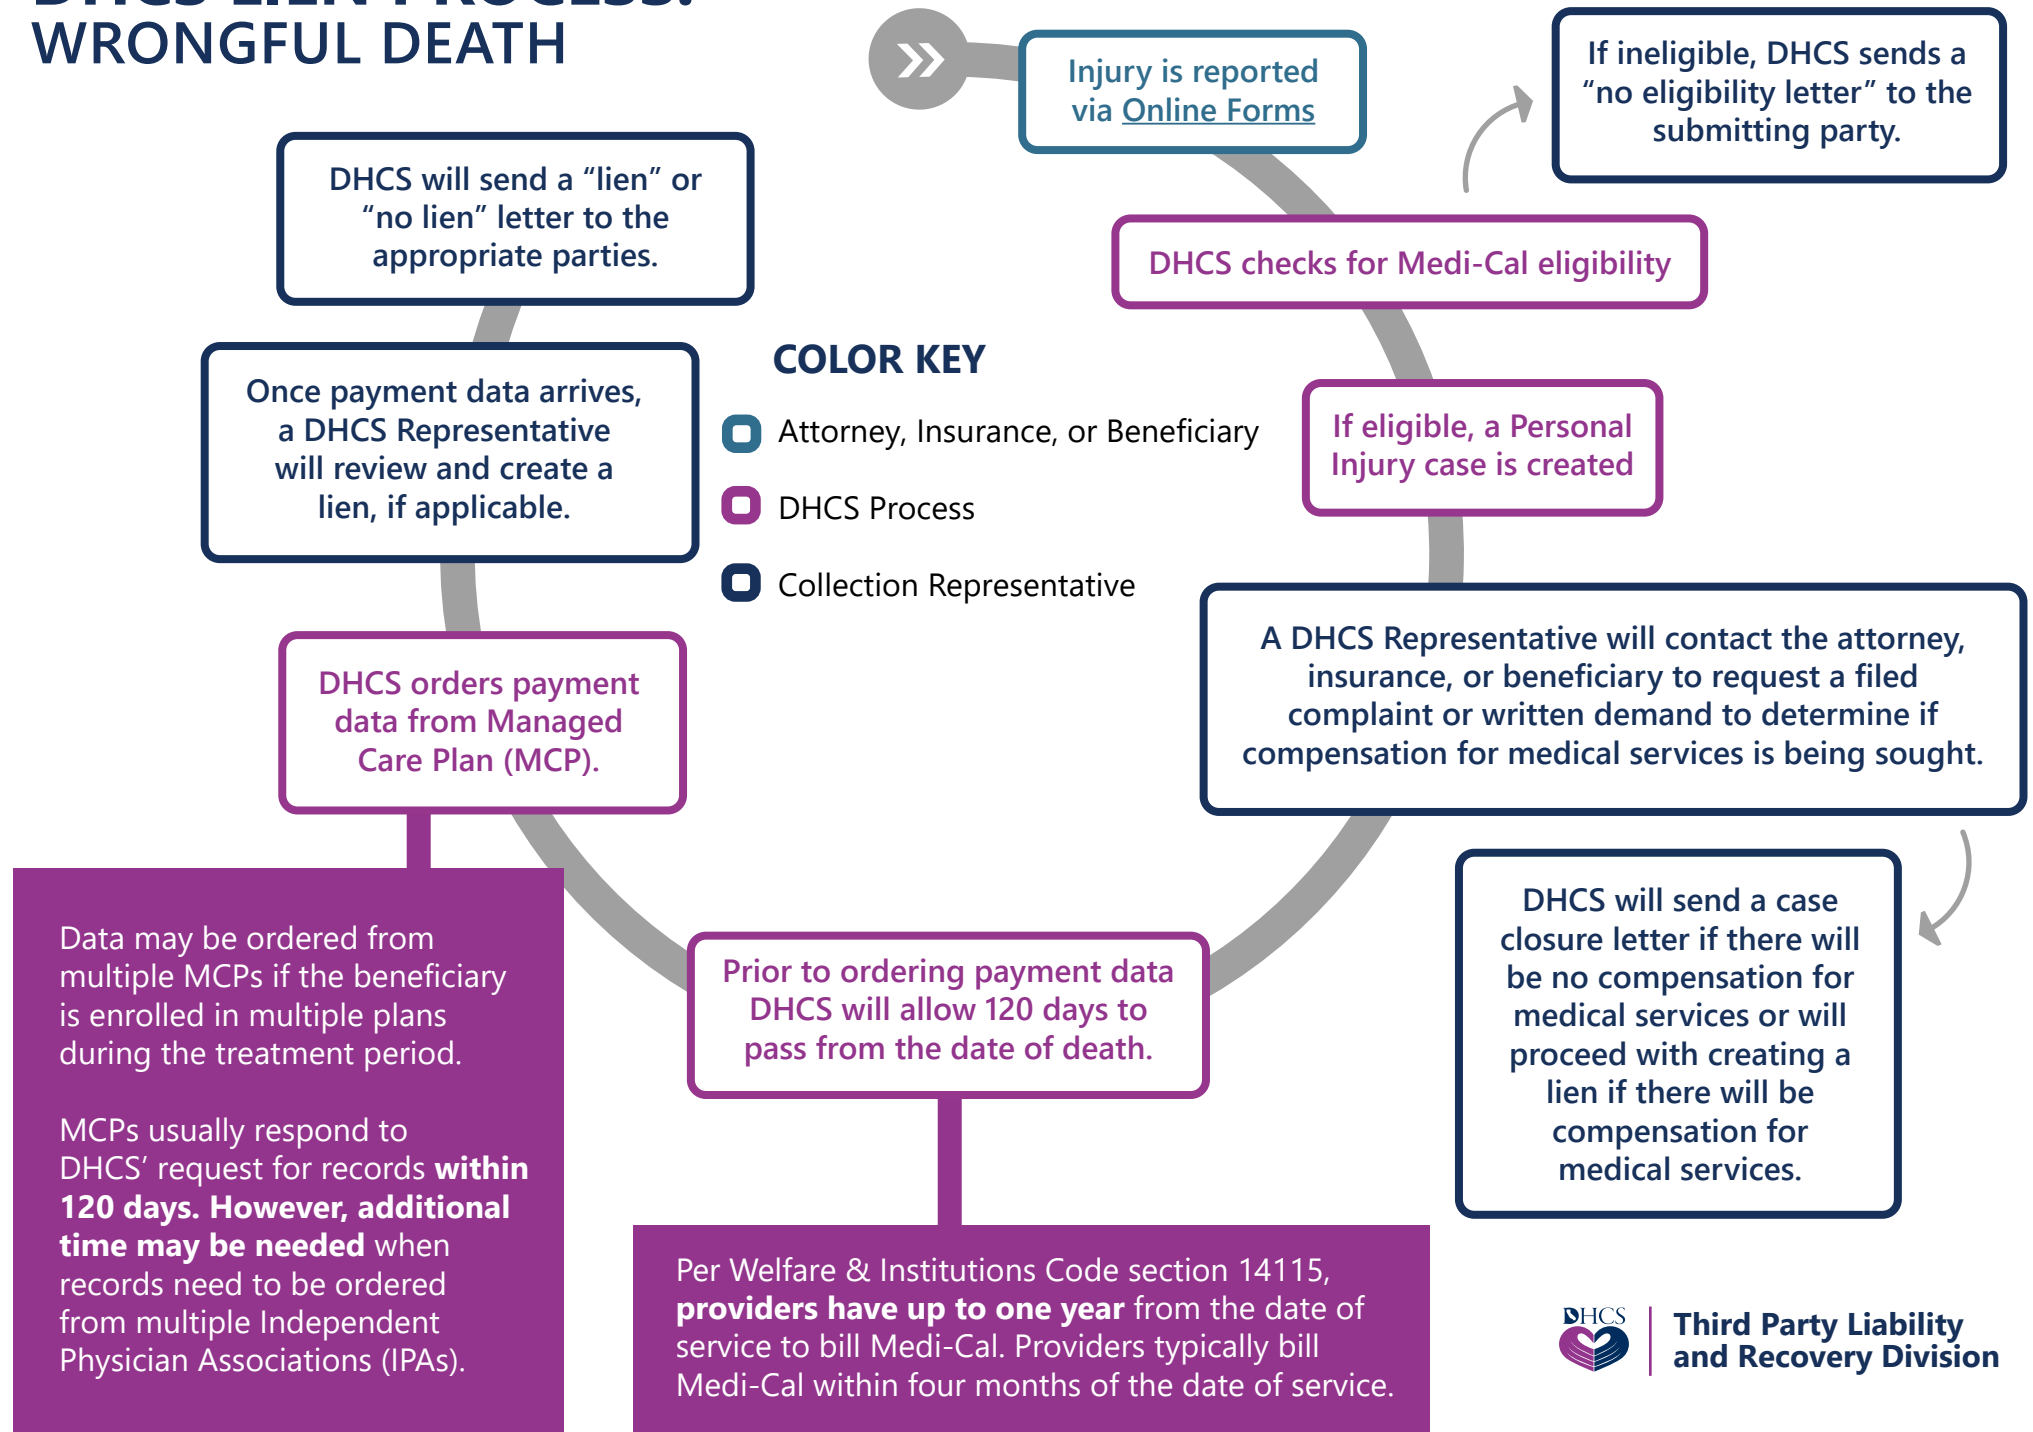 DHCS LIEN PROCESS:
WRONGFUL DEATH
Injury is reported
via Online Forms
If ineligible, DHCS sends a
“no eligibility letter” to the
submitting party.
DHCS checks for Medi-Cal eligibility
If eligible, a Personal
Injury case is created
A DHCS Representative will contact the attorney,
insurance, or beneficiary to request a filed
complaint or written demand to determine if
compensation for medical services is being sought.
DHCS will send a case
closure letter if there will
be no compensation for
medical services or will
proceed with creating a
lien if there will be
compensation for
medical services.
Prior to ordering payment data
DHCS will allow 120 days to
pass from the date of death.
Per Welfare & Institutions Code section 14115,
providers have up to one year from the date of
service to bill Medi-Cal. Providers typically bill
Medi-Cal within four months of the date of service.
DHCS orders payment
data from Managed
Care Plan (MCP).
Data may be ordered from
multiple MCPs if the beneficiary
is enrolled in multiple plans
during the treatment period.
MCPs usually respond to
DHCS’ request for records within
120 days. However, additional
time may be needed when
records need to be ordered
from multiple Independent
Physician Associations (IPAs).
Once payment data arrives,
a DHCS Representative
will review and create a
lien, if applicable.
DHCS will send a “lien” or
“no lien” letter to the
appropriate parties.
COLOR KEY
Attorney, Insurance, or Beneficiary
DHCS Process
Collection Representative
DHCS
Third Party Liability
and Recovery Division